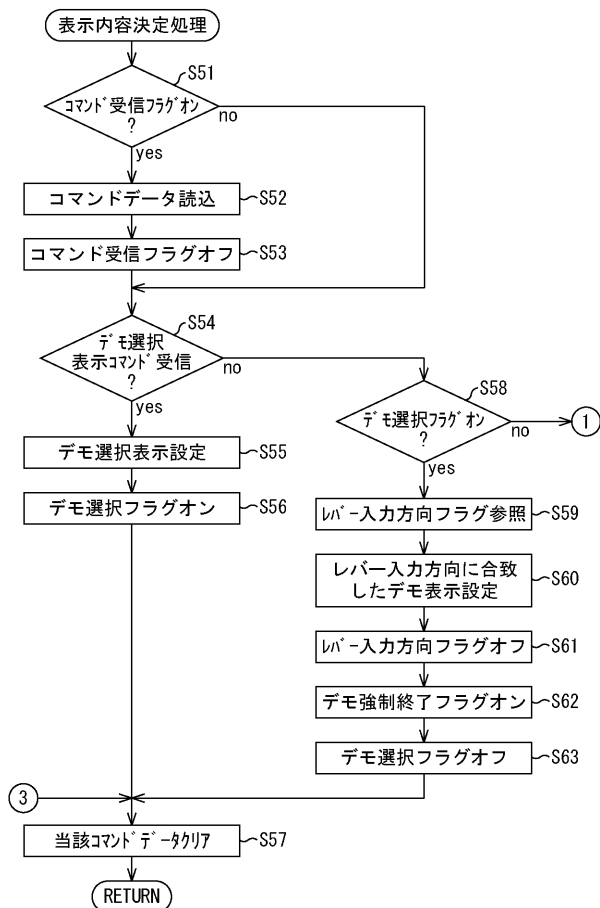 表示内容決定処理
S51
コマンド受信フラグオン
?
no
yes
コマンドデータ読込
S52
コマンド受信フラグオフ
S53
S54
デモ選択
表示コマンド受信
?
no
yes
S58
デモ選択フラグオン
?
no
1
yes
デモ選択表示設定
S55
デモ選択フラグオン
S56
レバー入力方向フラグ参照
S59
レバー入力方向に合致
したデモ表示設定
S60
レバー入力方向フラグオフ
S61
デモ強制終了フラグオン
S62
デモ選択フラグオフ
S63
3
当該コマンドデータクリア
S57
RETURN